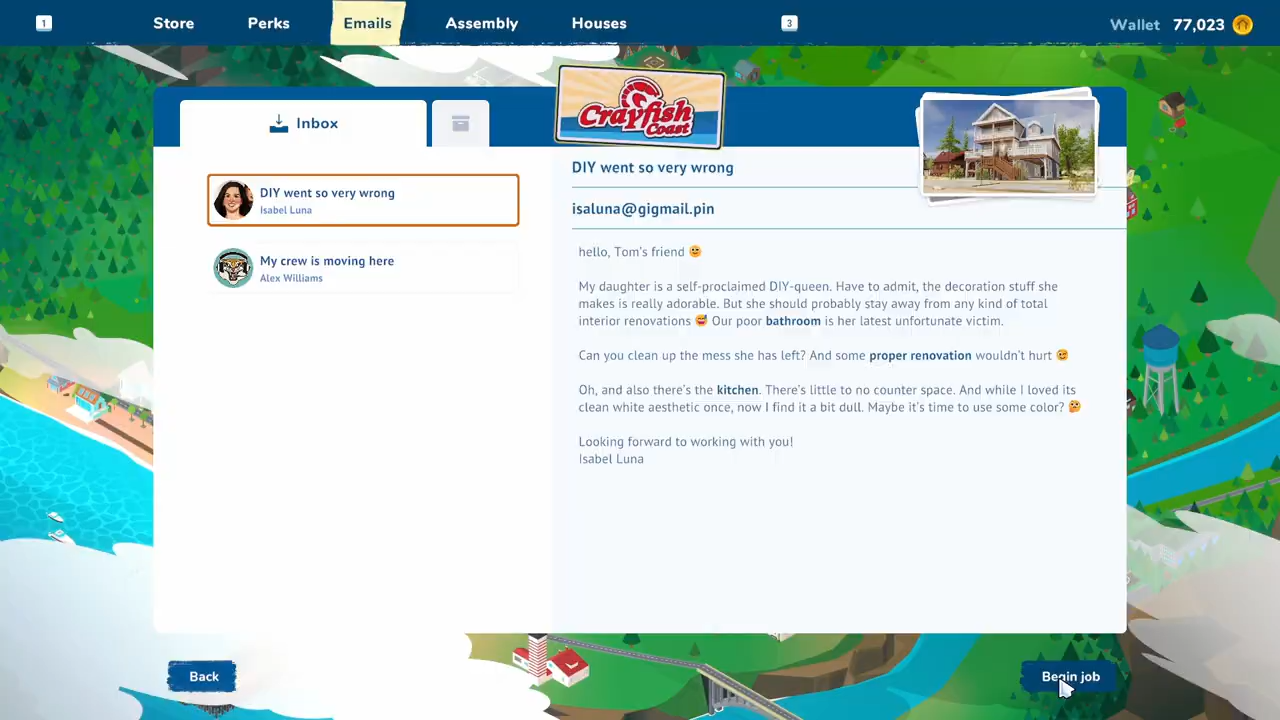 1
Store
Perks
Emails
Assembly
Houses
3
Wallet 77,023
Inbox
Crayfish
Coast
DIY went so very wrong
Isabel Luna
My crew is moving here
Alex Williams
DIY went so very wrong
isaluna@gigmail.pin
hello, Tom's friend
My daughter is a self-proclaimed DIY-queen. Have to admit, the decoration stuff she
makes is really adorable. But she should probably stay away from any kind of total
interior renovations 😅 Our poor bathroom is her latest unfortunate victim.
Can you clean up the mess she has left? And some proper renovation wouldn't hurt
Oh, and also there's the kitchen. There's little to no counter space. And while I loved its
clean white aesthetic once, now I find it a bit dull. Maybe it's time to use some color?
Looking forward to working with you!
Isabel Luna
Back
Begin job